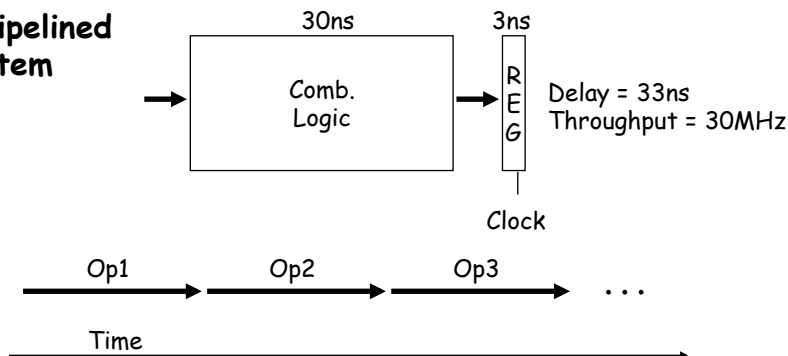 ipelined
tem
30ns
3ns
Comb.
Logic
R
E
G
Delay = 33ns
Throughput = 30MHz
Clock
Op1
Op2
Op3
. . .
Time